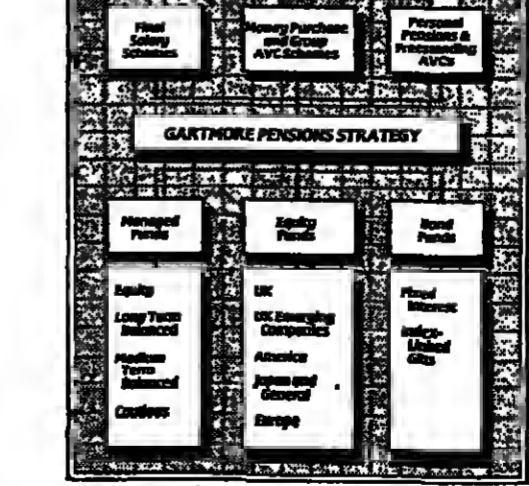 Final
Salary
Schemes
Money Purchase
and Group
AVC Schemes
Personal
Pensions &
Freestanding
AVCs
GARTMORE PENSIONS STRATEGY
Managed
Funds
Equity
Funds
Bond
Funds
Equity
Long Term
Balanced
Medium
Term
Balanced
Cautious
UK
UK Emerging
Companies
America
Japan and
General
Europe
Fixed
Interest
Index-
Linked
Gilts